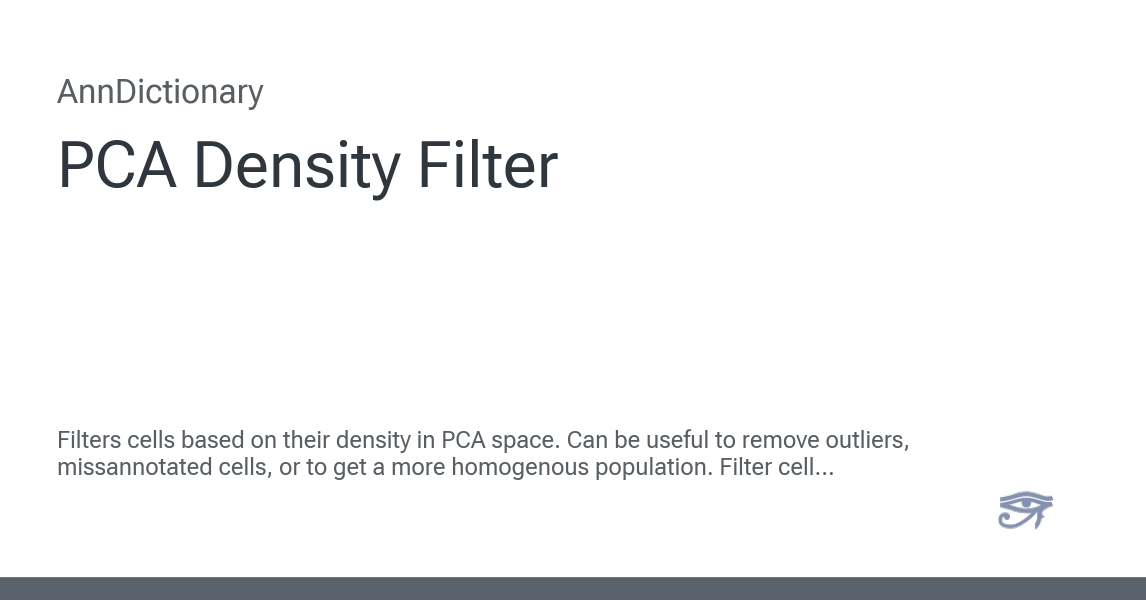 AnnDictionary
PCA Density Filter
Filters cells based on their density in PCA space. Can be useful to remove outliers,
missannotated cells, or to get a more homogenous population. Filter cell...